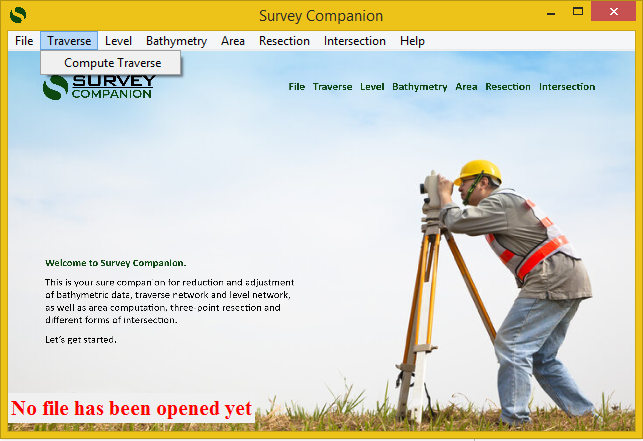 Survey Companion
File Traverse Level Bathymetry Area Resection Intersection Help
Compute Traverse
SURVEY
COMPANION
File Traverse Level Bathymetry Area Resection Intersection
Welcome to Survey Companion.
This is your sure companion for reduction and adjustment
of bathymetric data, traverse network and level network,
as well as area computation, three-point resection and
different forms of intersection.
Let's get started.
No file has been opened yet